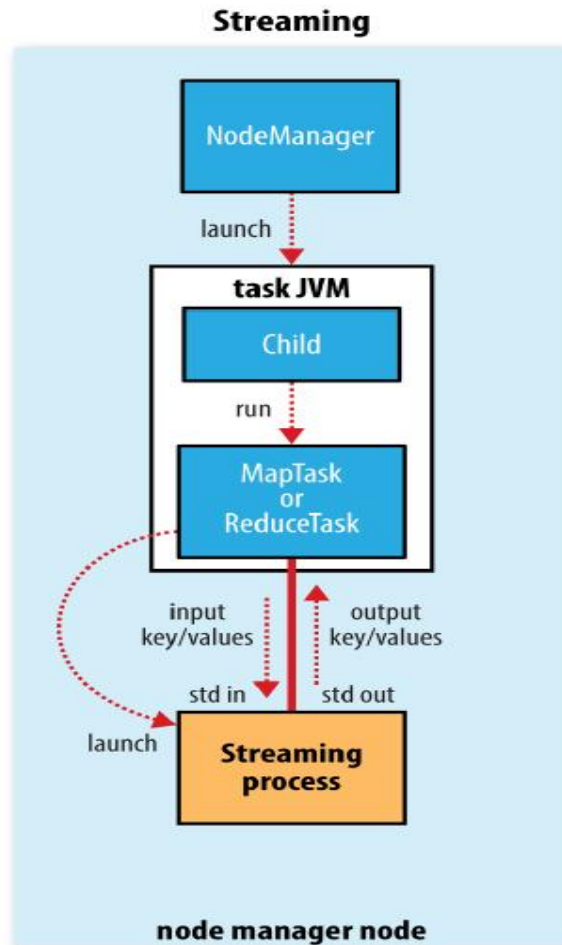 Streaming
NodeManager
launch
task JVM
Child
run
MapTask
or
ReduceTask
input
key/values
output
key/values
std in
std out
launch
Streaming
process
node manager node